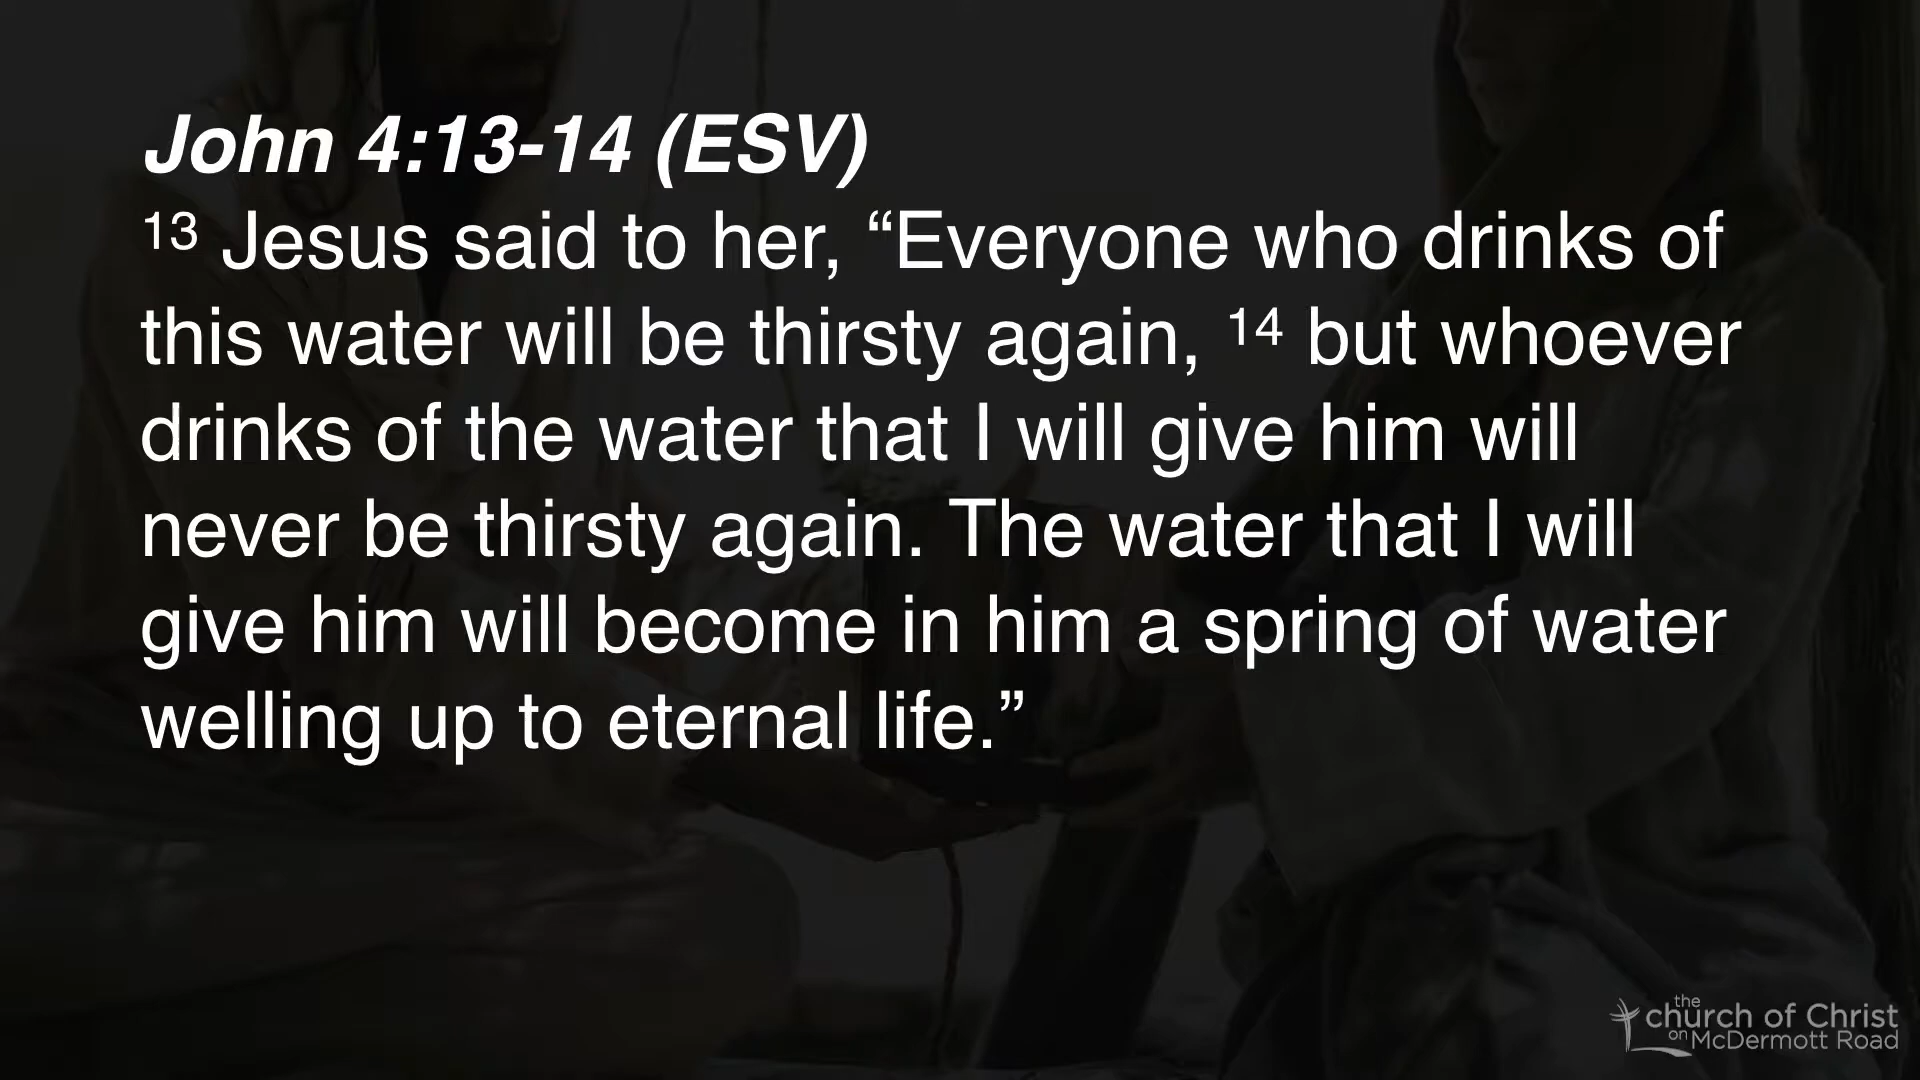 John 4:13-14 (ESV)
13 Jesus said to her, “Everyone who drinks of
this water will be thirsty again, 14 but whoever
drinks of the water that I will give him will
never be thirsty again. The water that I will
give him will become in him a spring of water
welling up to eternal life.”
the
church of Christ
on McDermott Road